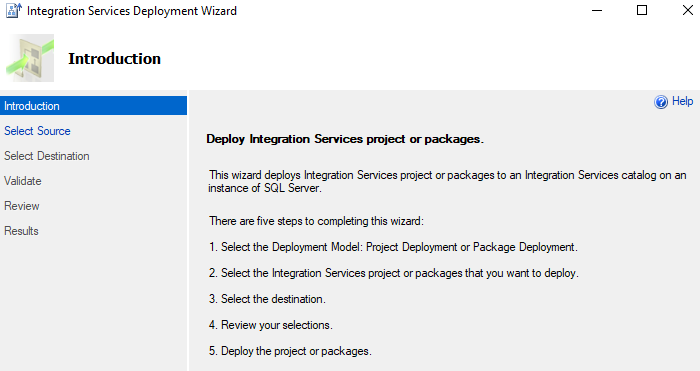 Integration Services Deployment Wizard
Introduction
Help
Introduction
Select Source
Select Destination
Validate
Review
Results
Deploy Integration Services project or packages.
This wizard deploys Integration Services project or packages to an Integration Services catalog on an
instance of SQL Server.
There are five steps to completing this wizard:
1. Select the Deployment Model: Project Deployment or Package Deployment.
2. Select the Integration Services project or packages that you want to deploy.
3. Select the destination.
4. Review your selections.
5. Deploy the project or packages.